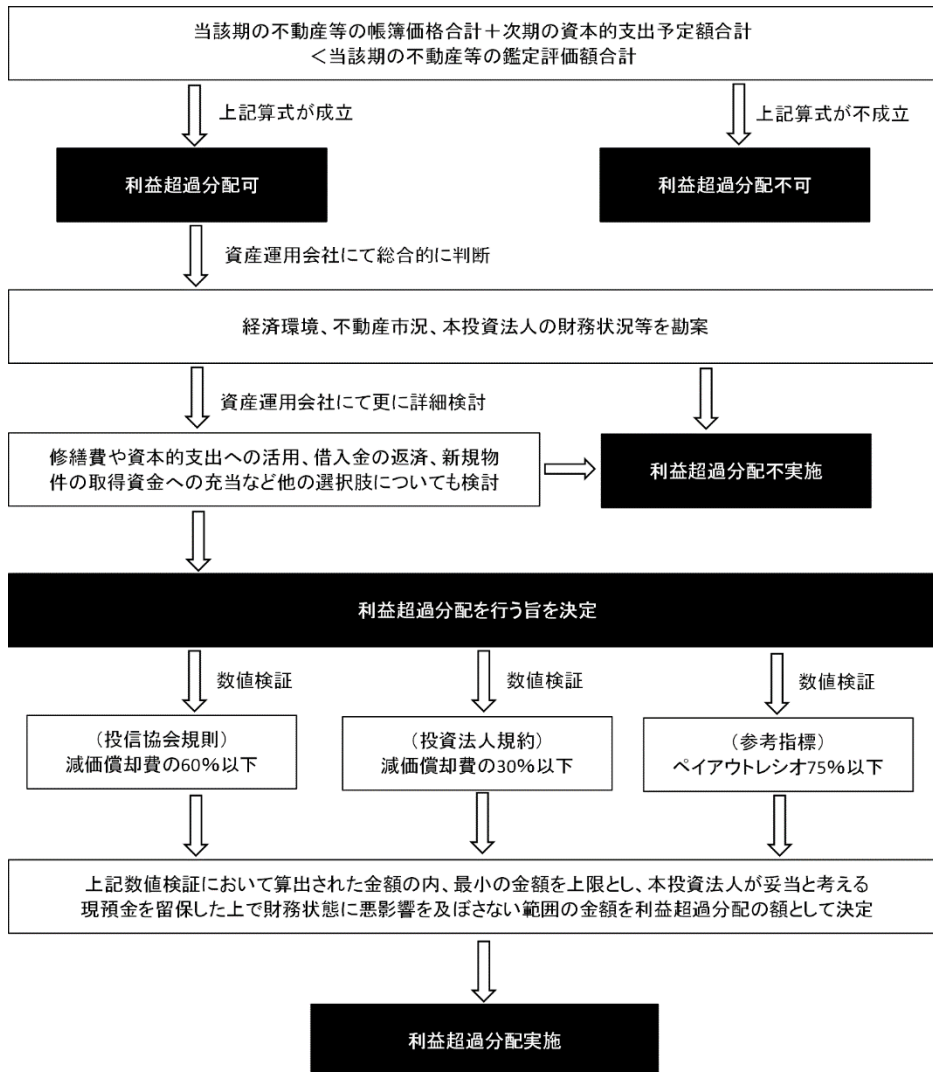 当該期の不動産等の帳簿価格合計＋次期の資本的支出予定額合計
＜当該期の不動産等の鑑定評価額合計
上記算式が成立
上記算式が不成立
利益超過分配可
利益超過分配不可
資産運用会社にて総合的に判断
経済環境、不動産市況、本投資法人の財務状況等を勘案
資産運用会社にて更に詳細検討
修繕費や資本的支出への活用、借入金の返済、新規物
件の取得資金への充当など他の選択肢についても検討
利益超過分配不実施
利益超過分配を行う旨を決定
数値検証
数値検証
数値検証
（投信協会規則）
減価償却費の60％以下
（投資法人規約）
減価償却費の30％以下
（参考指標）
ペイアウトレシオ75％以下
上記数値検証において算出された金額の内、最小の金額を上限とし、本投資法人が妥当と考える
現預金を留保した上で財務状態に悪影響を及ぼさない範囲の金額を利益超過分配の額として決定
利益超過分配実施